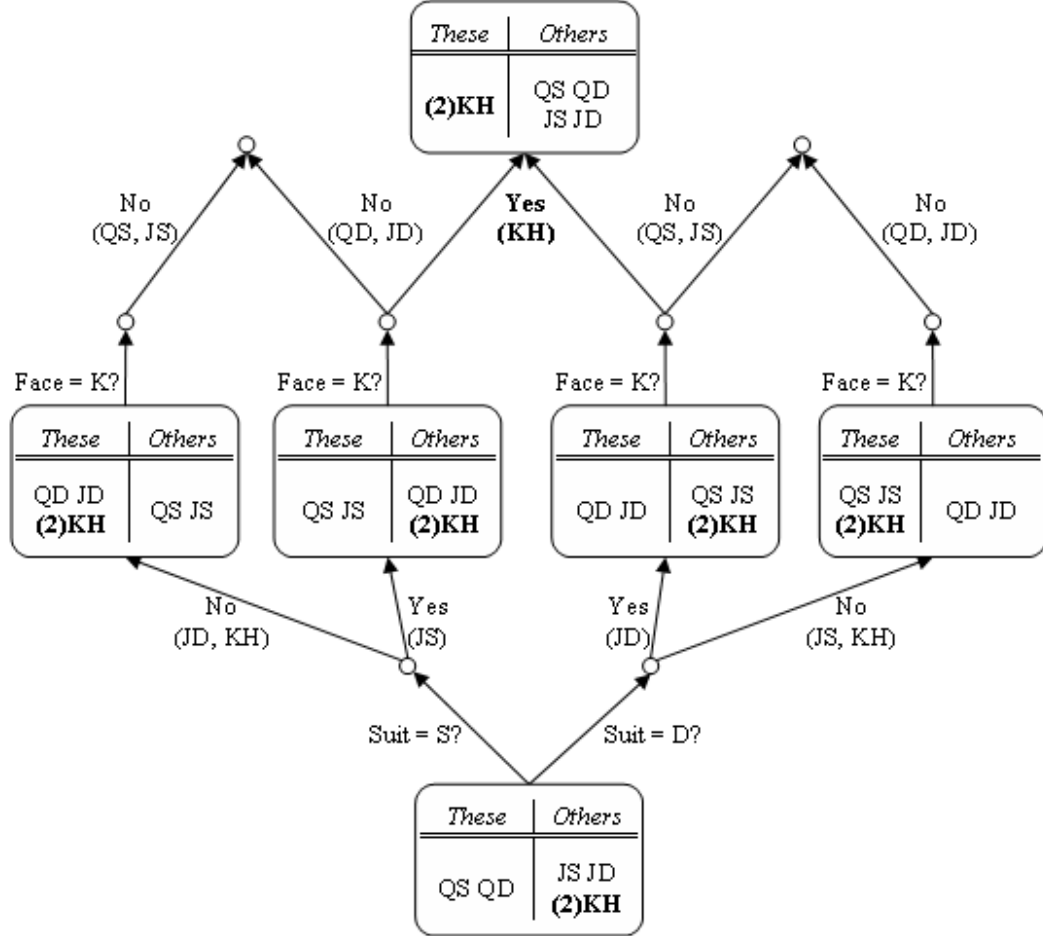 These Others
(2)KH QS QD
JS JD
No
(QS, JS)
No
(QD, JD)
Yes
(KH)
No
(QS, JS)
No
(QD, JD)
Face = K? Face = K? Face = K? Face = K?
These Others
QD JD
(2)KH
QS JS
These Others
QS JS
QD JD
(2)KH
These Others
QD JD
QS JS
(2)KH
These Others
QS JS
(2)KH
QD JD
No
(JD, KH)
Yes
(JS)
Yes
(JD)
No
(JS, KH)
Suit = S? Suit = D?
These Others
QS QD
JS JD
(2)KH